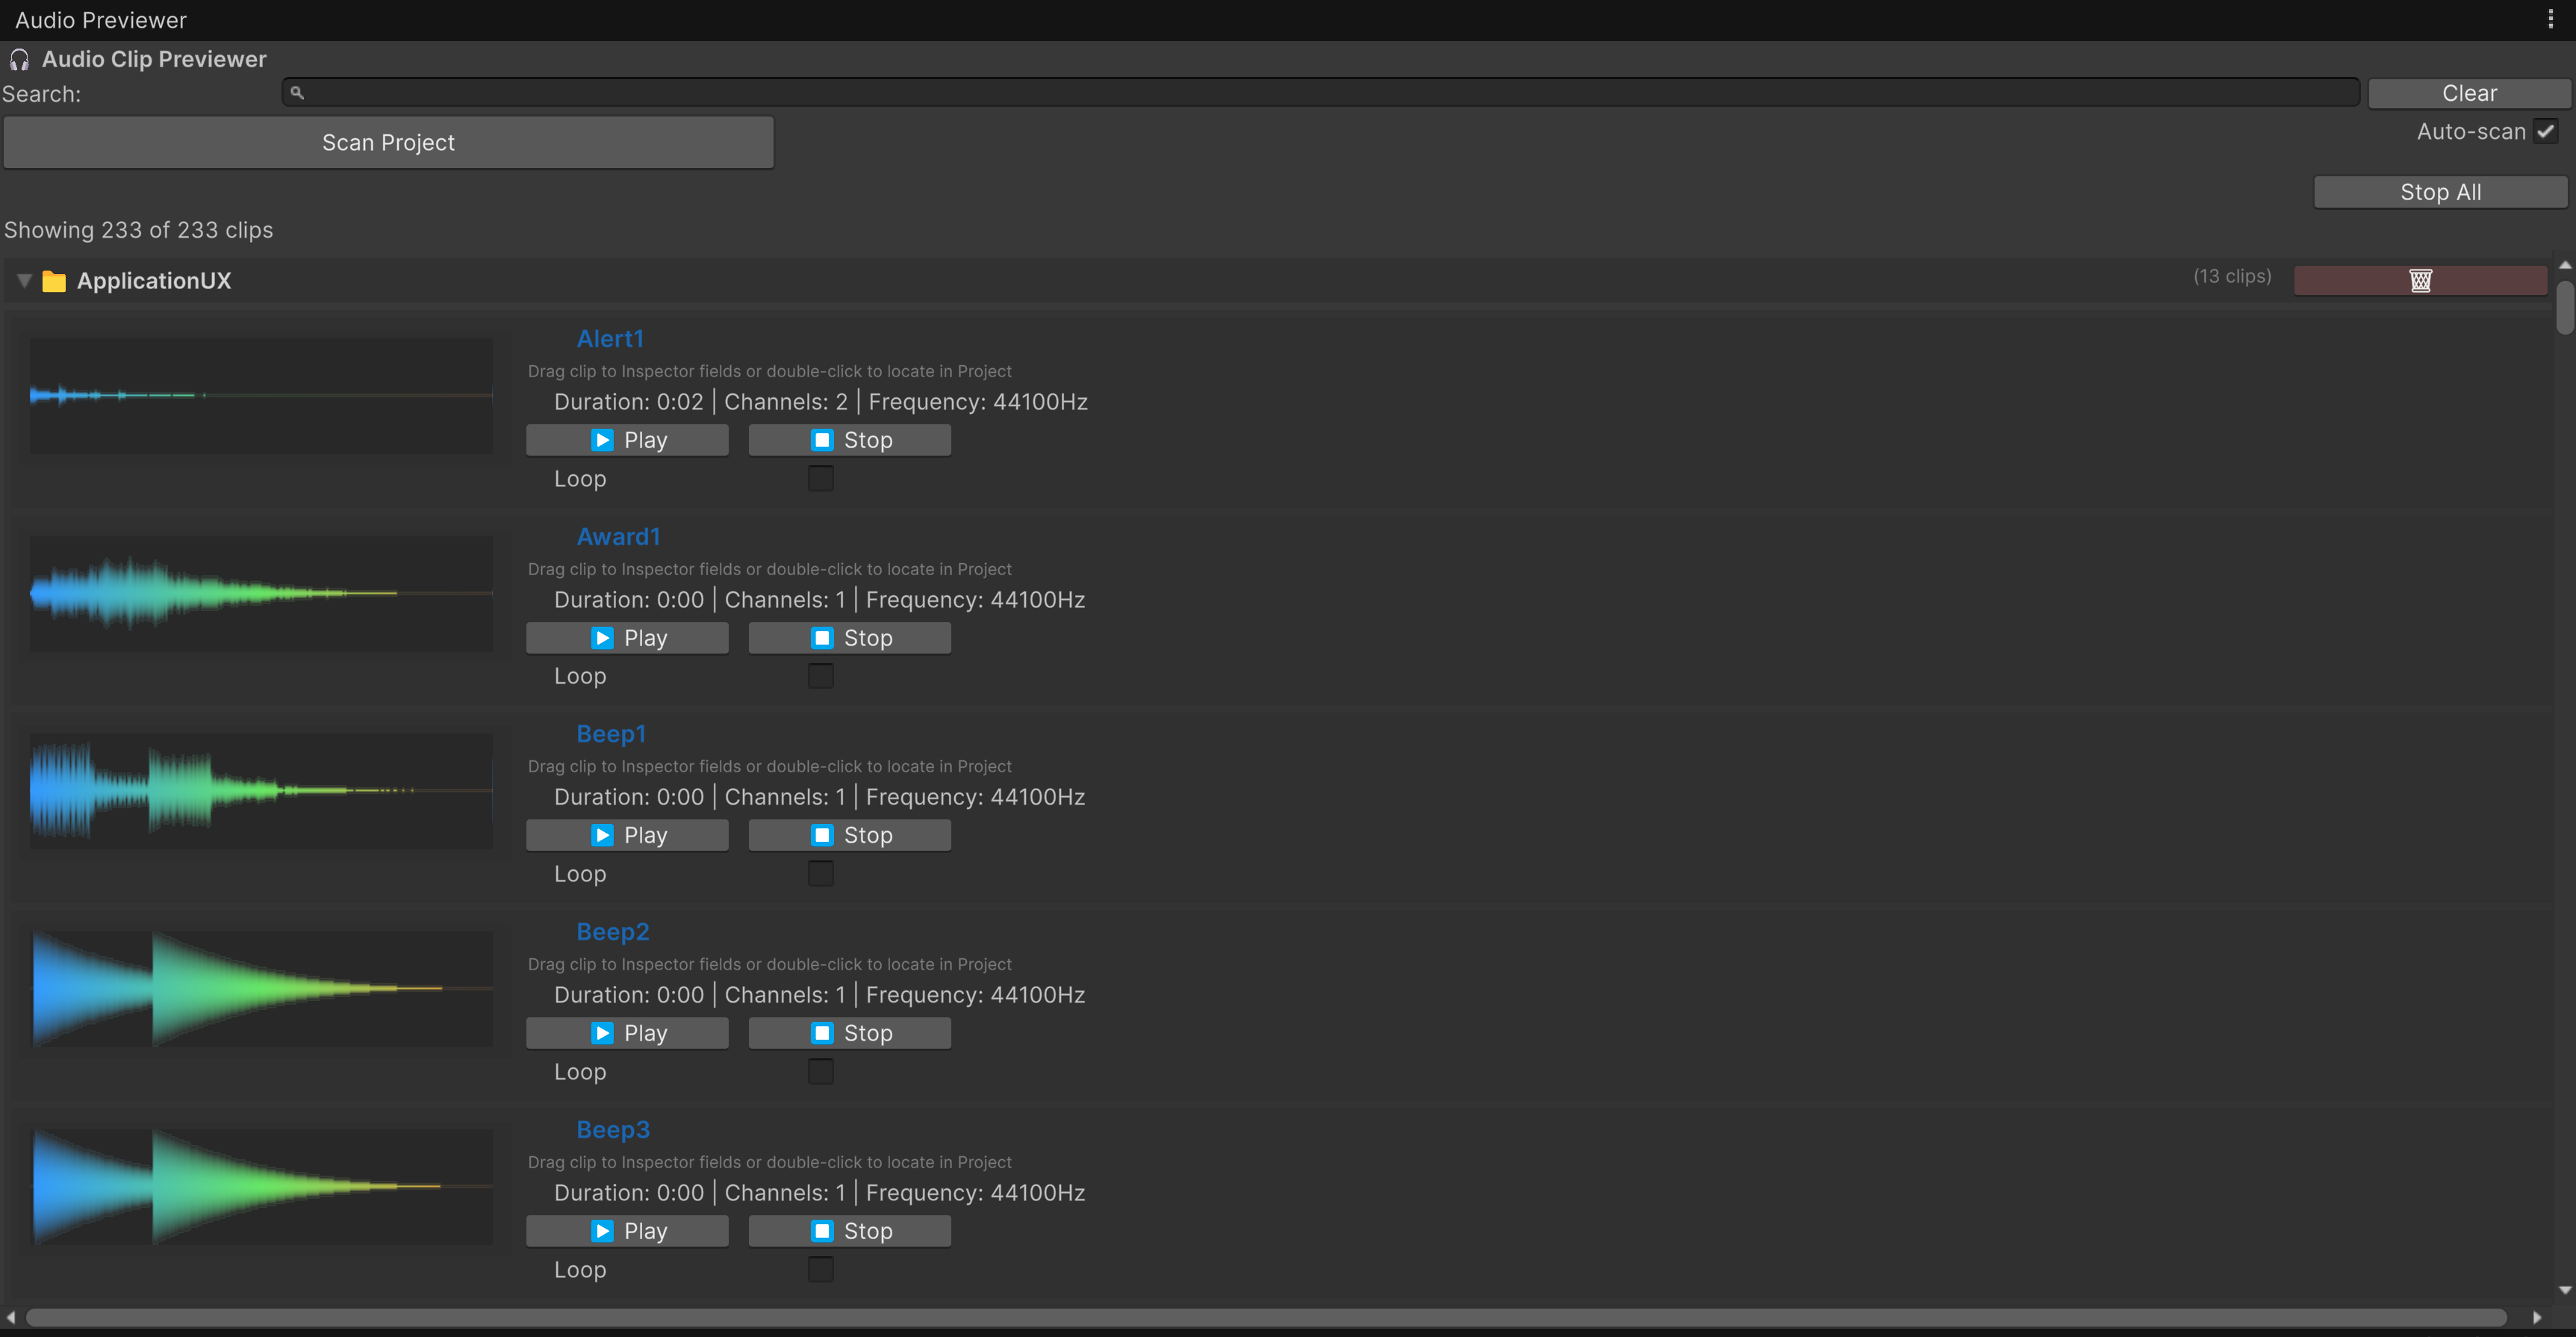 Audio Previewer
Audio Clip Previewer
Search:
Clear
Scan Project
Auto-scan
Stop All
Showing 233 of 233 clips
ApplicationUX
(13 clips)
Alert1
Drag clip to Inspector fields or double-click to locate in Project
Duration: 0:02 | Channels: 2 | Frequency: 44100Hz
Play Stop
Loop
Award1
Drag clip to Inspector fields or double-click to locate in Project
Duration: 0:00 | Channels: 1 | Frequency: 44100Hz
Play Stop
Loop
Beep1
Drag clip to Inspector fields or double-click to locate in Project
Duration: 0:00 | Channels: 1 | Frequency: 44100Hz
Play Stop
Loop
Beep2
Drag clip to Inspector fields or double-click to locate in Project
Duration: 0:00 | Channels: 1 | Frequency: 44100Hz
Play Stop
Loop
Beep3
Drag clip to Inspector fields or double-click to locate in Project
Duration: 0:00 | Channels: 1 | Frequency: 44100Hz
Play Stop
Loop